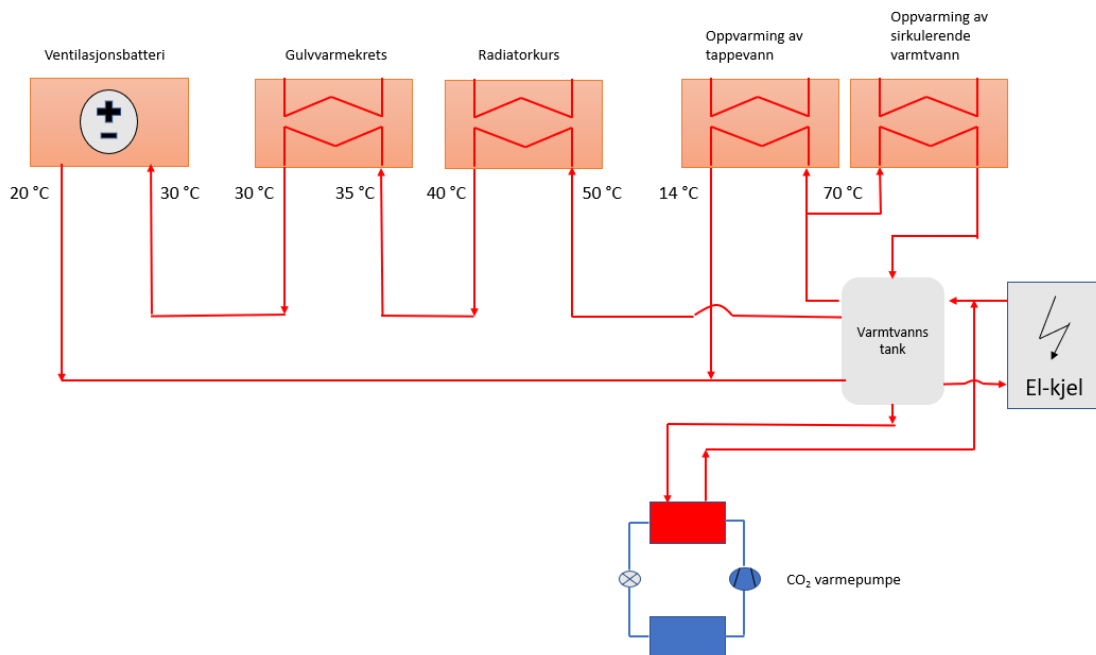 Ventilasjonsbatteri
Gulvvarmekrets
Radiatorkurs
Oppvarming av
tappevann
Oppvarming av
sirkulerende
varmtvann
20 °C
30 °C
30 °C
35 °C
40 °C
50 °C
14 °C
70 °C
Varmtvanns
tank
El-kjel
CO₂ varmepumpe